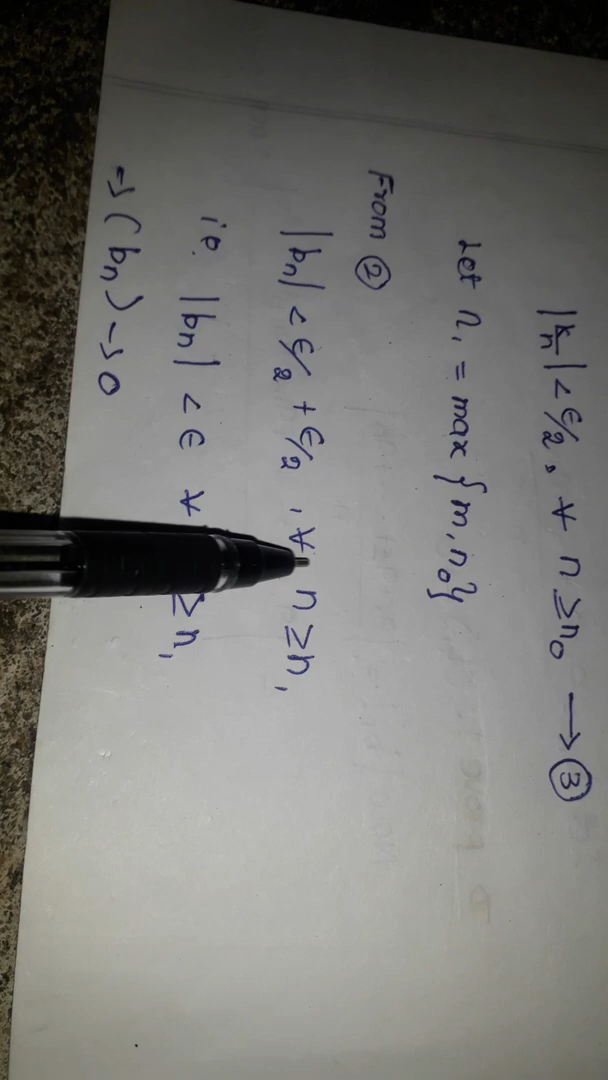 |k/n| < ϵ/2, ∀ n ≥ n₀ → ③
Let n₁ = max {m, n₀}
From ②
|bn| < ϵ/2 + ϵ/2, ∀ n ≥ n₁
i.e. |bn| < ϵ ∀ ≥ n₁
⇒ (bn) → 0